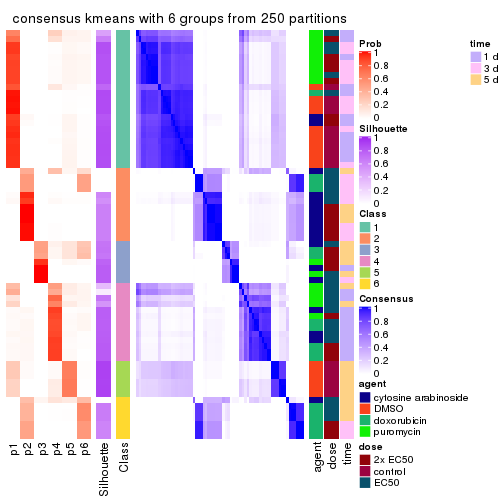 consensus kmeans with 6 groups from 250 partitions
Prob
1
0.8
0.6
0.4
0.2
0
time
1 d
3 d
5 d
Silhouette
1
0.8
0.6
0.4
0.2
0
Class
1
2
3
4
5
6
Consensus
1
0.8
0.6
0.4
0.2
0
agent
cytosine arabinoside
DMSO
doxorubicin
puromycin
dose
2x EC50
control
EC50
p1
p2
p3
p4
p5
p6
Silhouette
Class
agent
dose
time